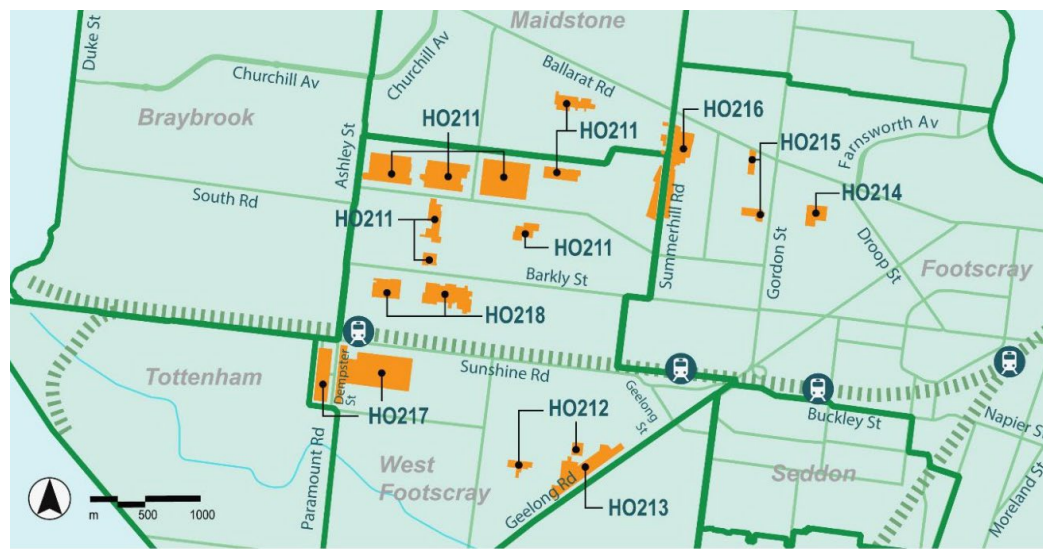 Maidstone
Duke St
Churchill Av
Churchill Av
Ballarat Rd
Braybrook
HO211
HO211
HO216
HO215
Farnsworth Av
Ashley St
South Rd
HO214
HO211
HO211
Summerhill Rd
Gordon St
Droop St
Footscray
Barkly St
HO218
Tottenham
Dempster
St
Sunshine Rd
Geelong
St
HO217
HO212
Buckley St
Napier St
Paramount Rd
West
Footscray
Geelong Rd
Seddon
HO213
Moreland St
m 500 1000